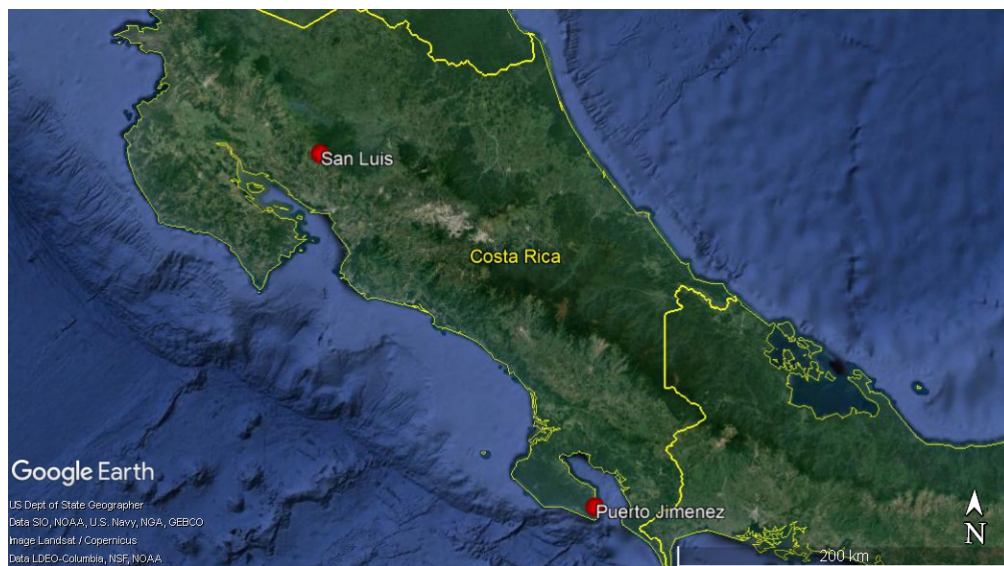 San Luis
Costa Rica
Google Earth
Puerto Jimenez
US Dept of State Geographer
Data SIO, NOAA, U.S. Navy, NGA, GEBCO
Image Landsat / Copernicus
Data LDEO-Columbia, NSF, NOAA
N
200 km